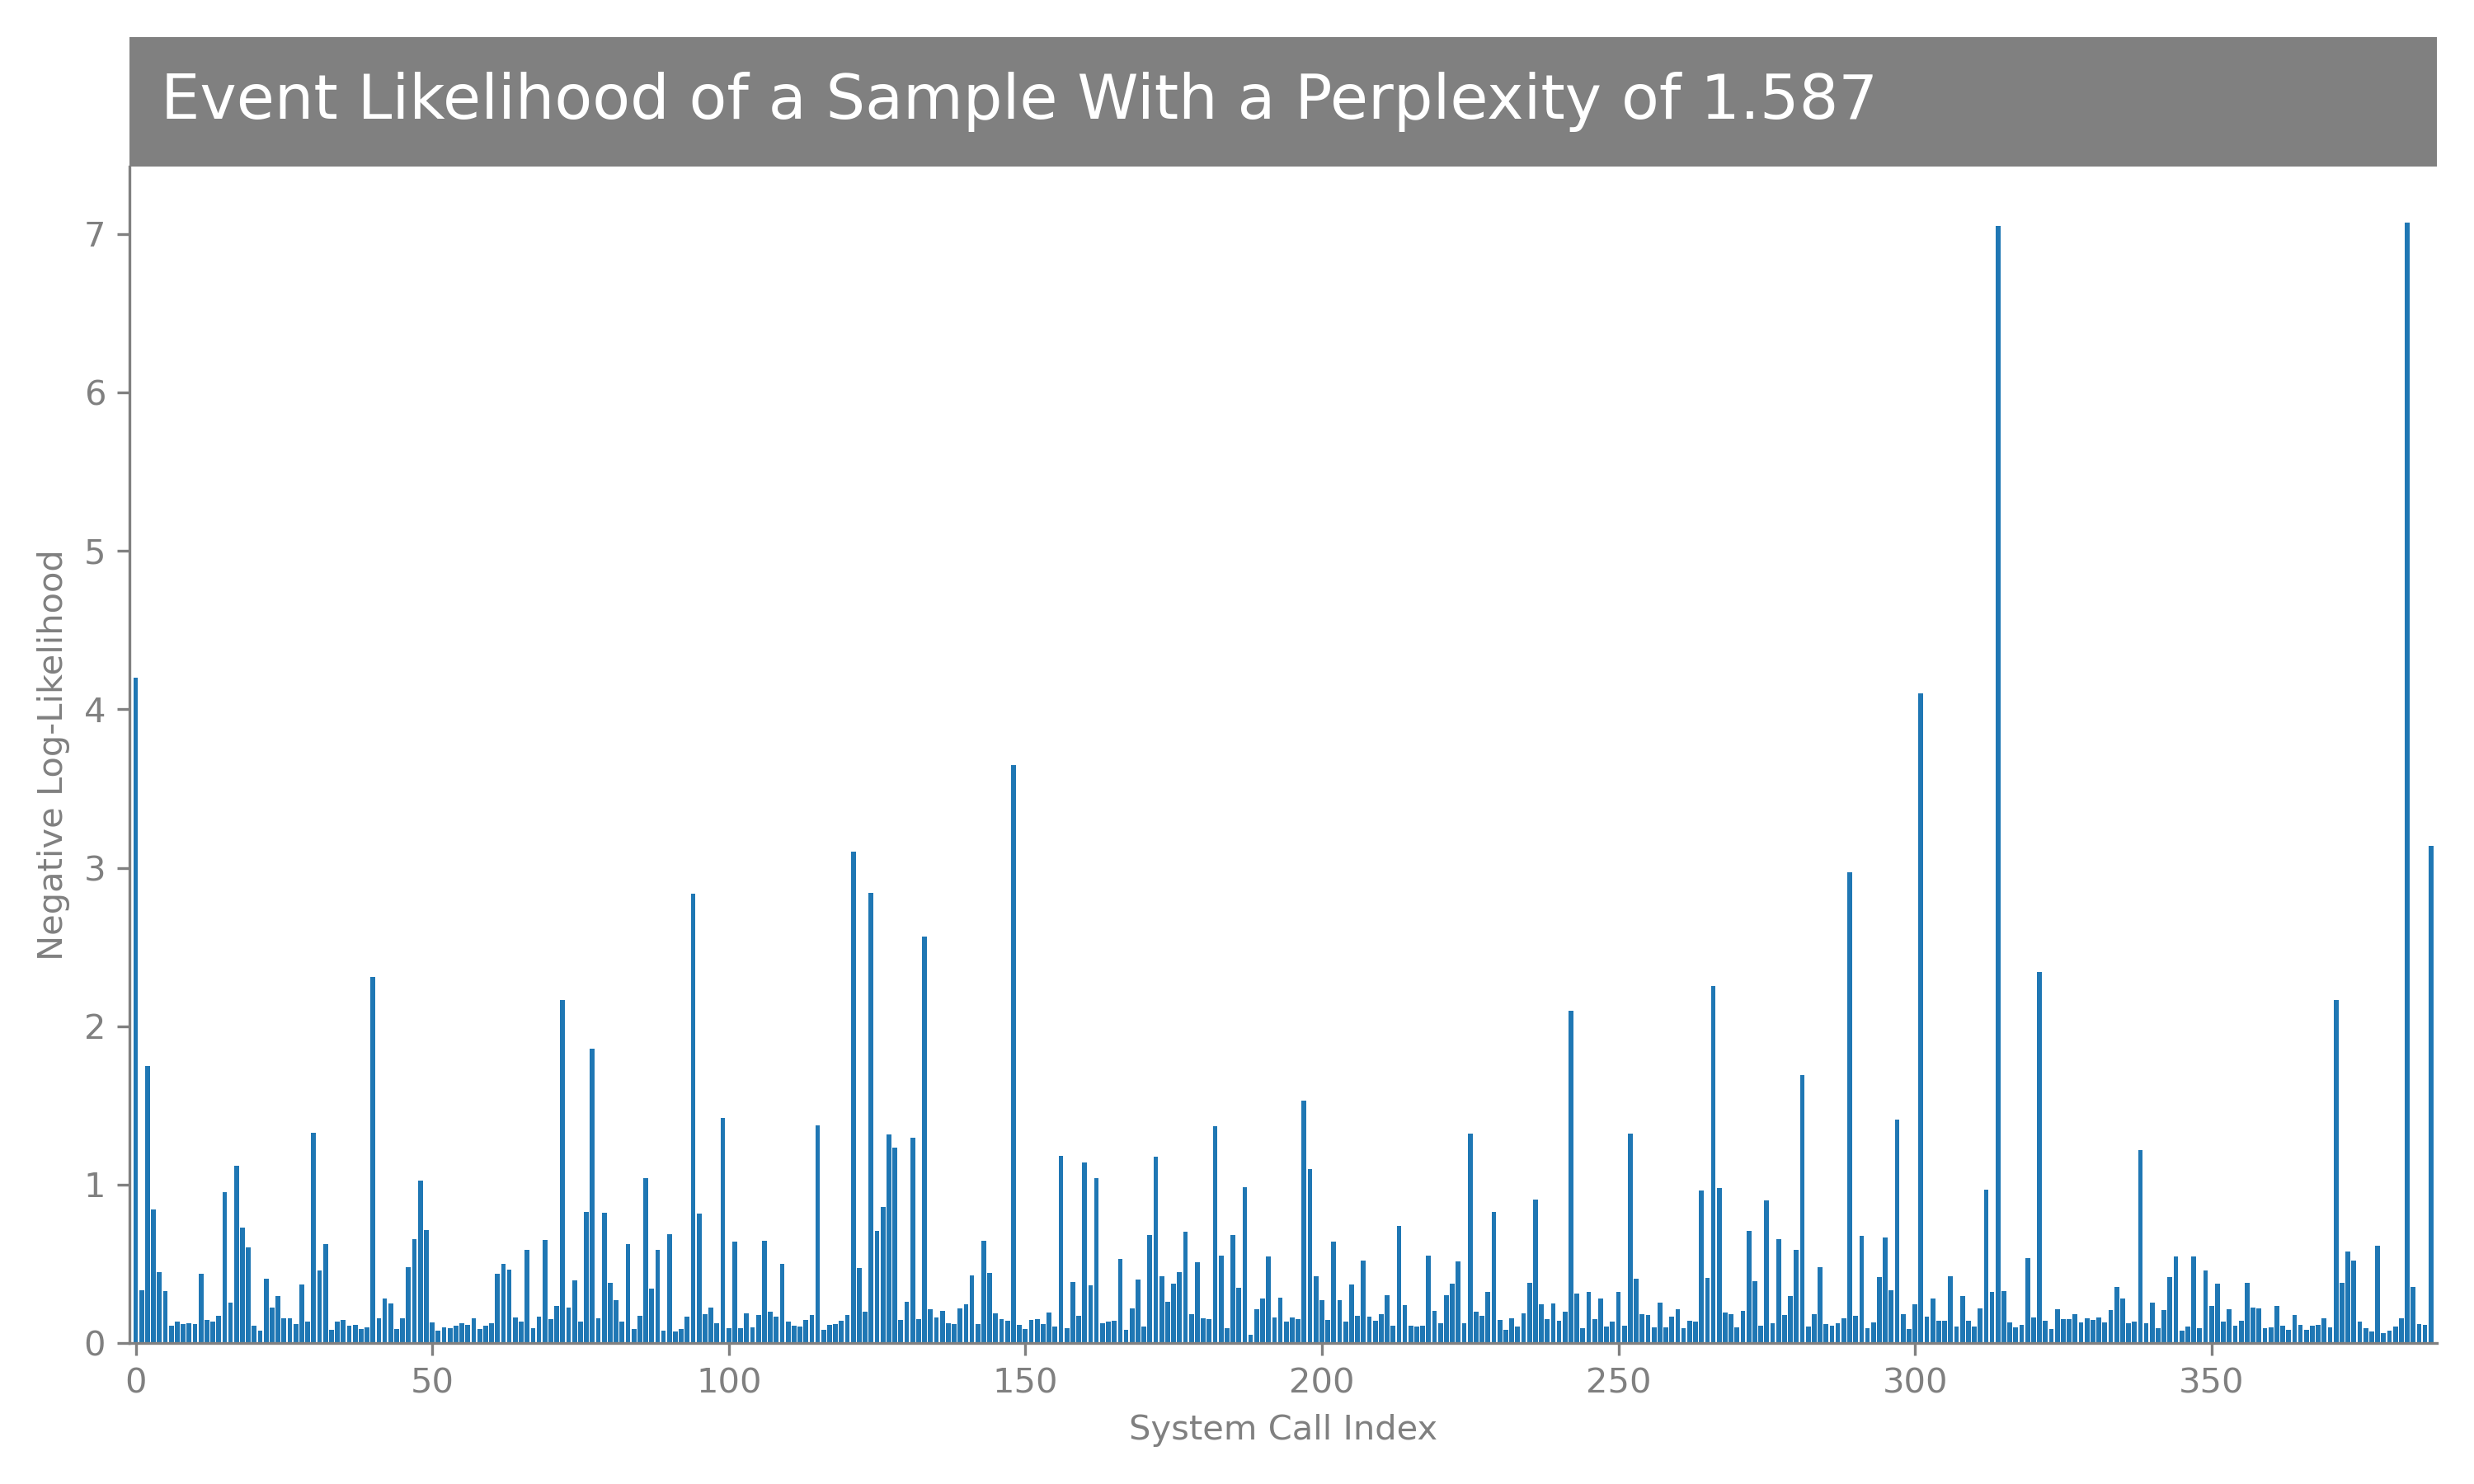 Event Likelihood of a Sample With a Perplexity of 1.587
7
6
5
4
3
2
1
0
Negative Log-Likelihood
0 50 100 150 200 250 300 350
System Call Index